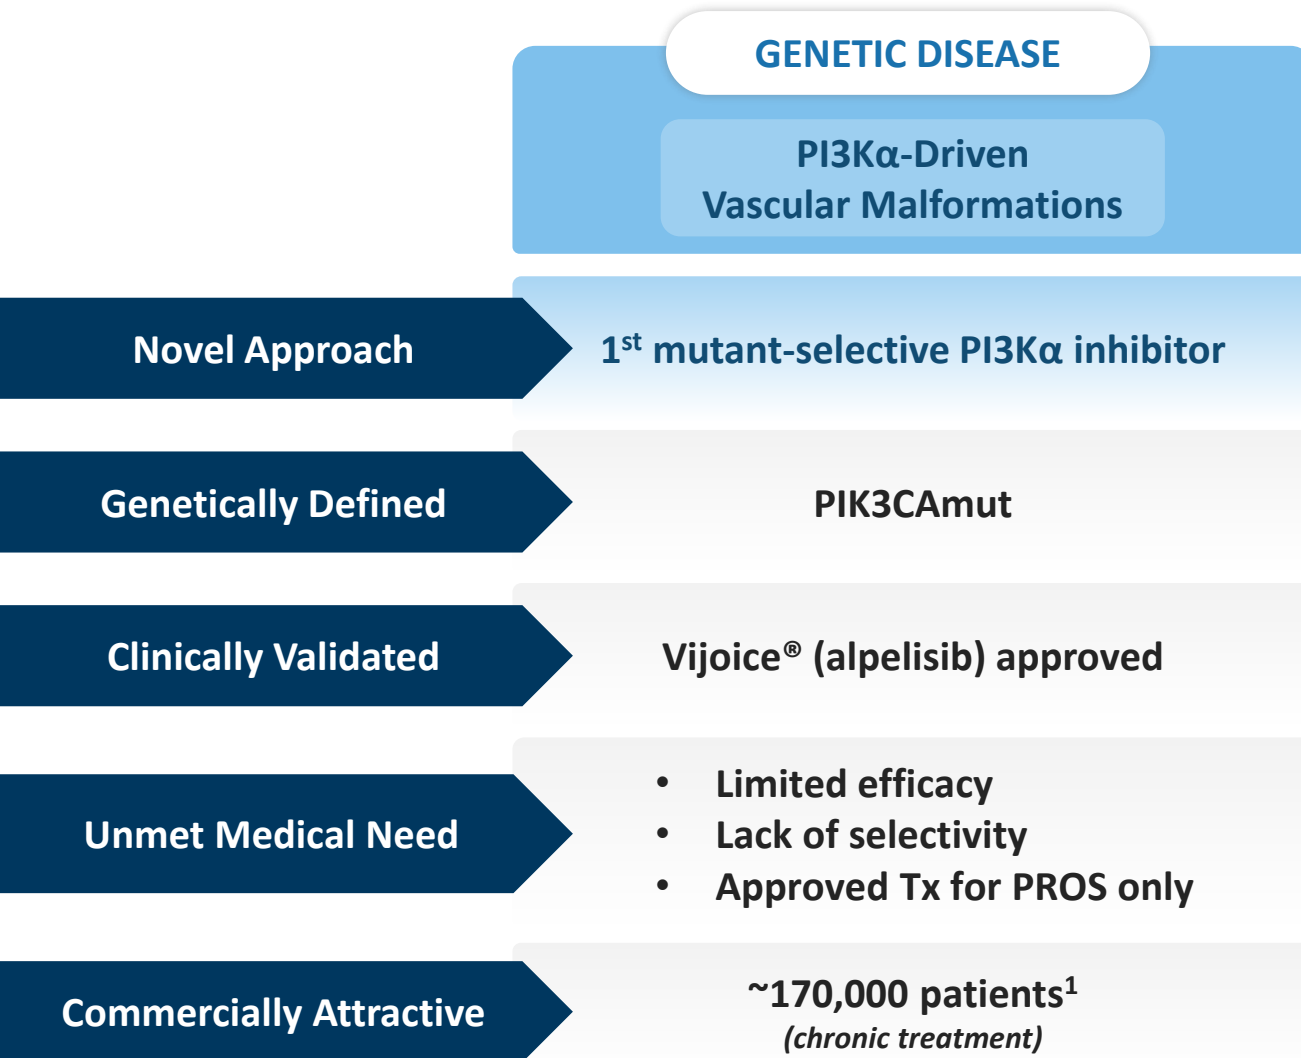 GENETIC DISEASE
PI3Kα-Driven
Vascular Malformations
Novel Approach
1st mutant-selective PI3Kα inhibitor
Genetically Defined
PIK3CAmut
Clinically Validated
Vijoice® (alpelisib) approved
Unmet Medical Need
• Limited efficacy
• Lack of selectivity
• Approved Tx for PROS only
Commercially Attractive
~170,000 patients1
(chronic treatment)